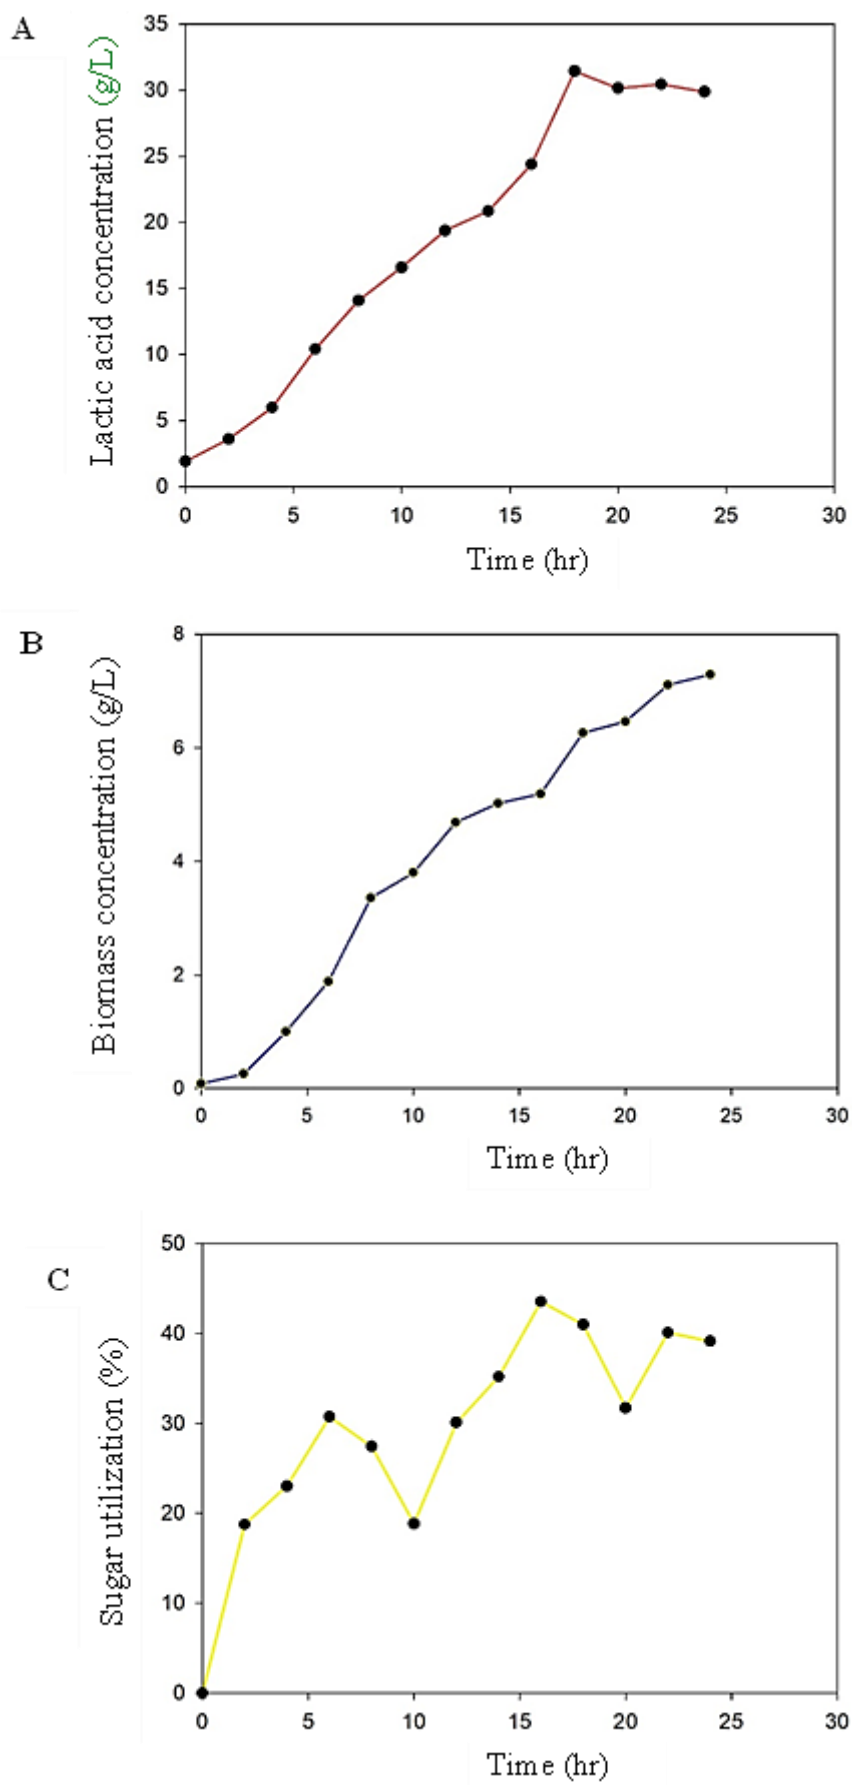 A
Lactic acid concentration (g/L)
35
30
25
20
15
10
5
0
0 5 10 15 20 25 30
Time (hr)
B
Biomass concentration (g/L)
8
6
4
2
0
0 5 10 15 20 25 30
Time (hr)
C
Sugar utilization (%)
50
40
30
20
10
0
0 5 10 15 20 25 30
Time (hr)